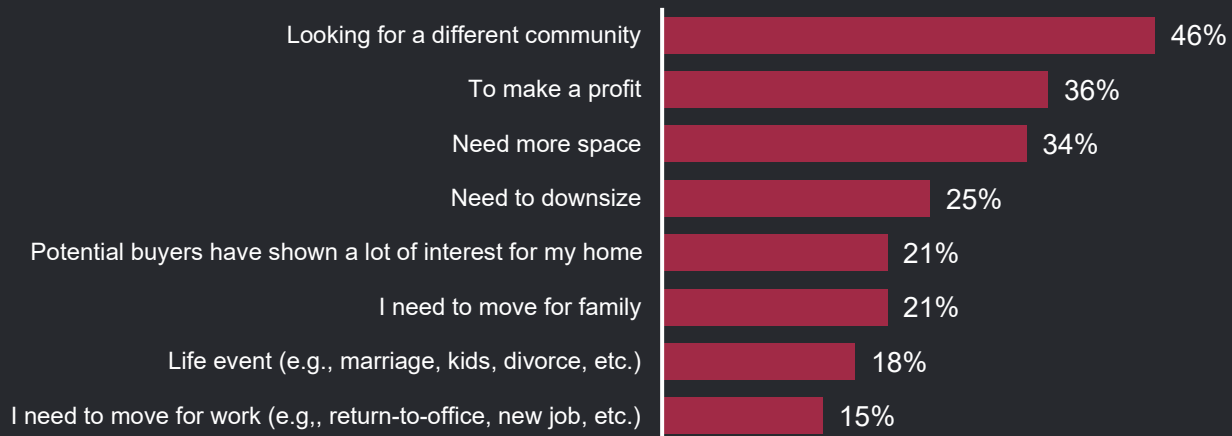 Looking for a different community 46%
To make a profit 36%
Need more space 34%
Need to downsize 25%
Potential buyers have shown a lot of interest for my home 21%
I need to move for family 21%
Life event (e.g., marriage, kids, divorce, etc.) 18%
I need to move for work (e.g,, return-to-office, new job, etc.) 15%